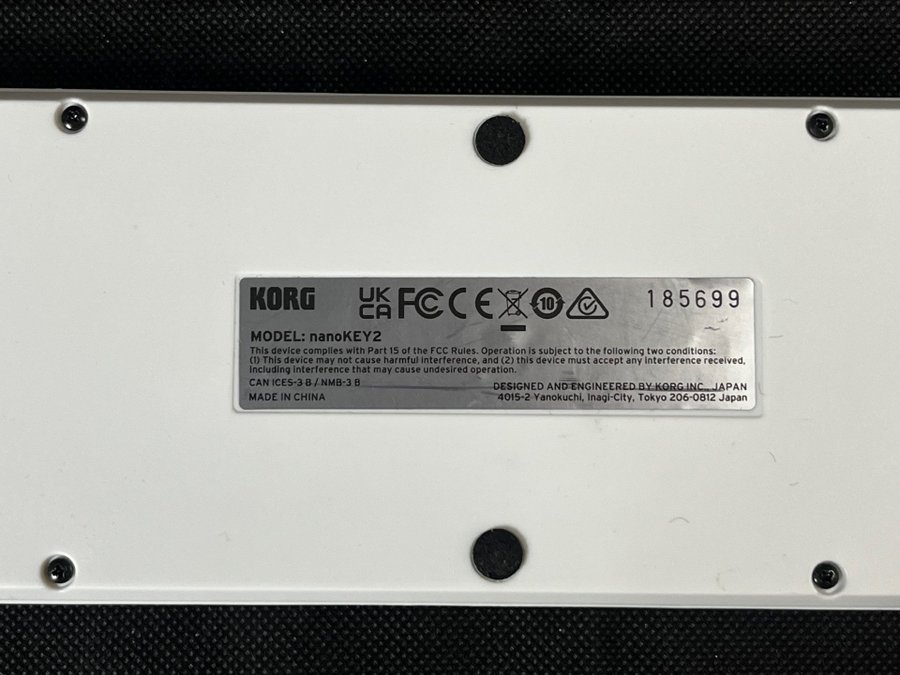 KORG UK CA FC CE 10 185699
MODEL: nanoKEY2
This device complies with Part 15 of the FCC Rules. Operation is subject to the following two conditions:
(1) This device may not cause harmful interference, and (2) this device must accept any interference received,
including interference that may cause undesired operation.
CAN ICES-3 B / NMB-3 B
MADE IN CHINA
DESIGNED AND ENGINEERED BY KORG INC., JAPAN
4015-2 Yanokuchi, Inagi-City, Tokyo 206-0812 Japan